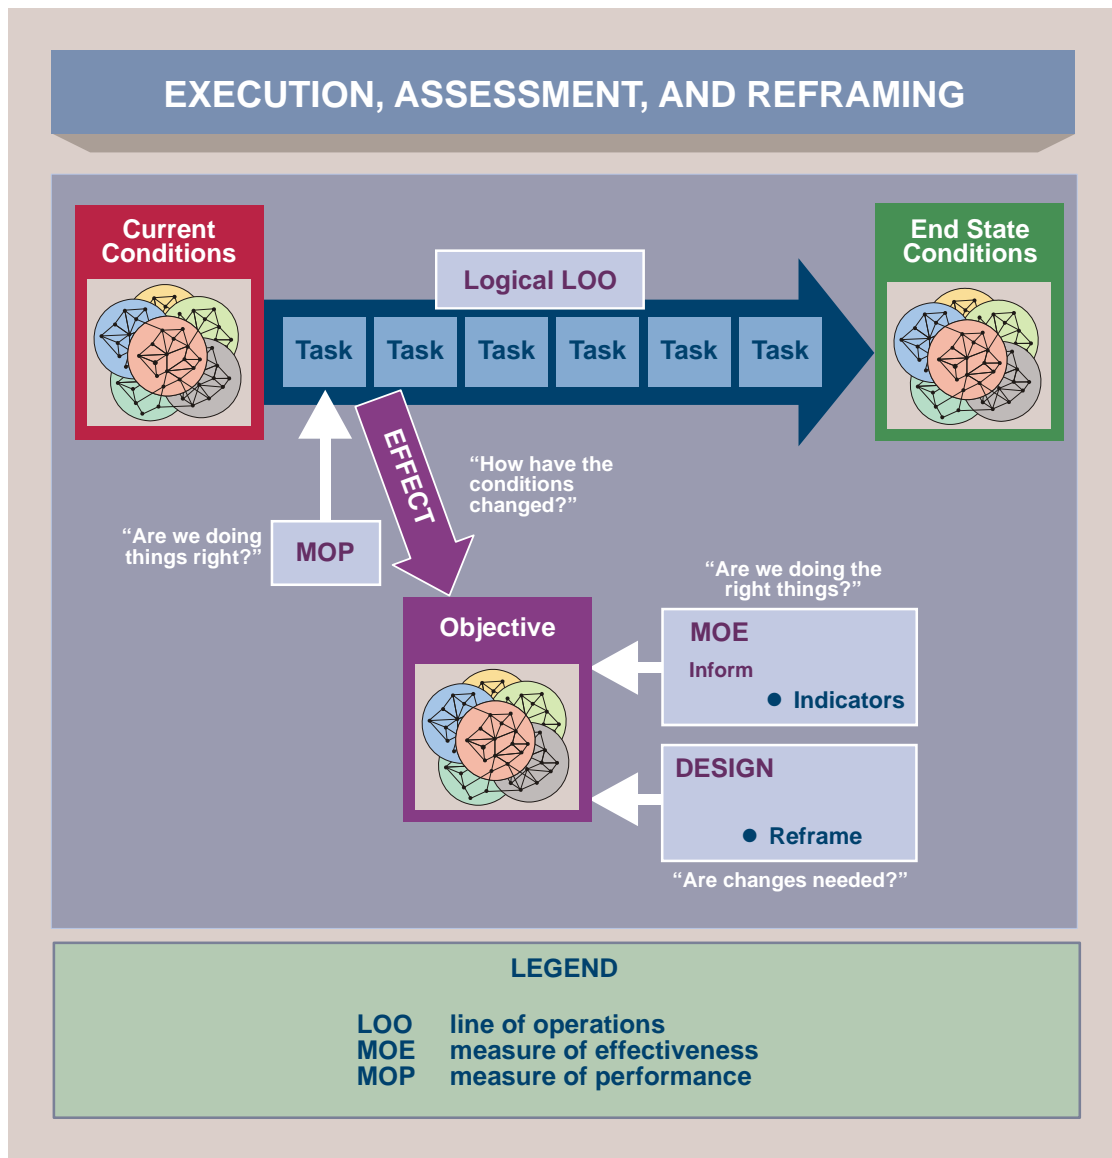 EXECUTION, ASSESSMENT, AND REFRAMING
Current
Conditions
End State
Conditions
Logical LOO
Task
Task
Task
Task
Task
Task
EFFECT
“How have the
conditions
changed?”
“Are we doing
things right?”
MOP
“Are we doing the
right things?”
Objective
MOE
Inform
● Indicators
DESIGN
● Reframe
“Are changes needed?”
LEGEND
LOO line of operations
MOE measure of effectiveness
MOP measure of performance